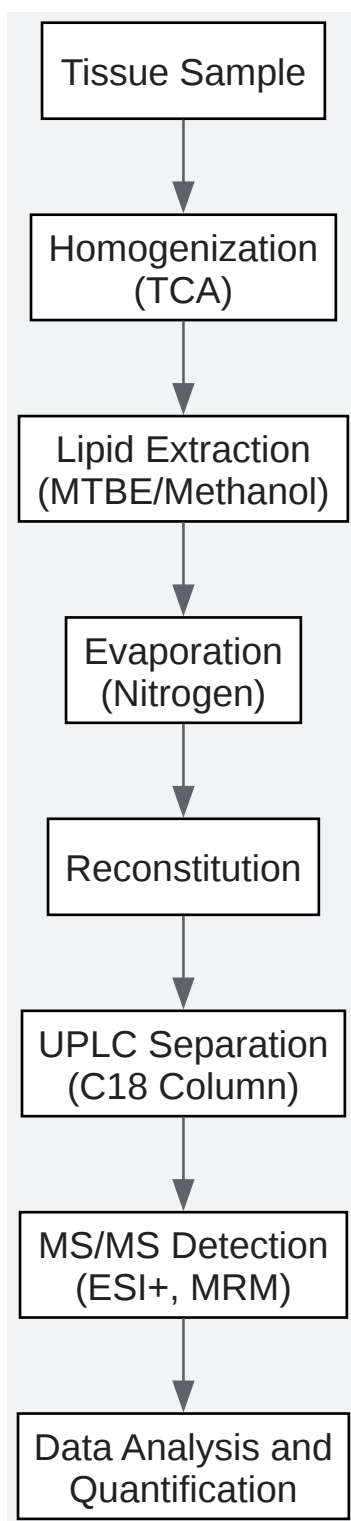 Tissue Sample
Homogenization
(TCA)
Lipid Extraction
(MTBE/Methanol)
Evaporation
(Nitrogen)
Reconstitution
UPLC Separation
(C18 Column)
MS/MS Detection
(ESI+, MRM)
Data Analysis and
Quantification